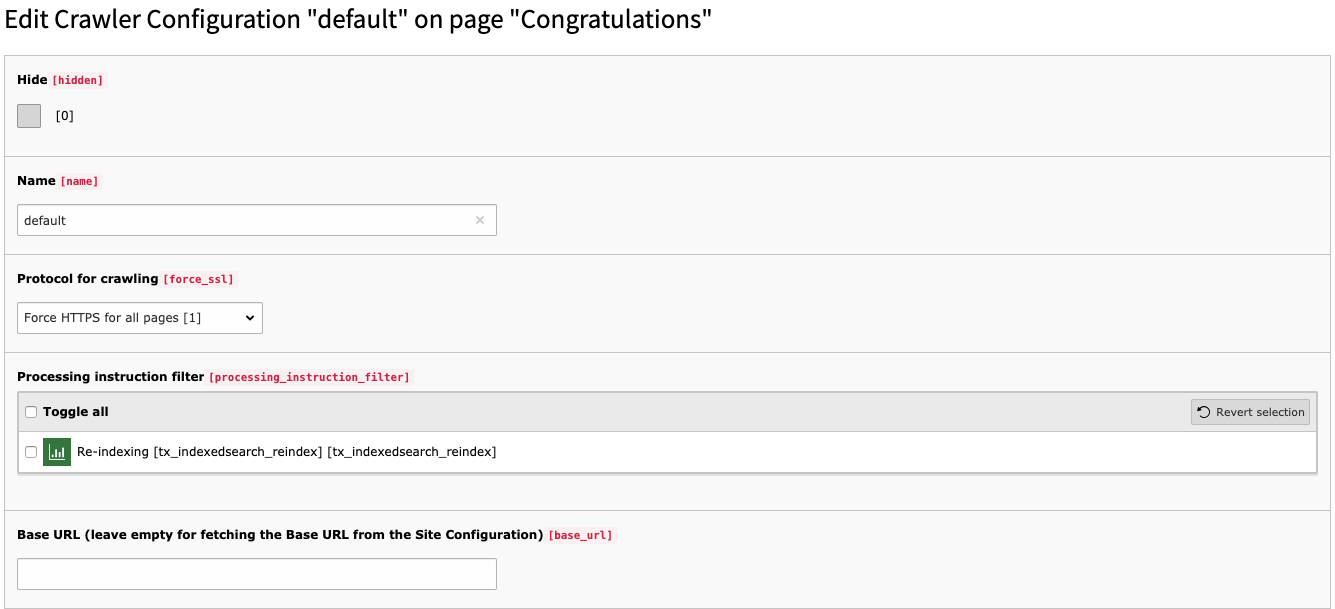 Edit Crawler Configuration "default" on page "Congratulations"
Hide [hidden]
[0]
Name [name]
default
Protocol for crawling [force_ssl]
Force HTTPS for all pages [1]
Processing instruction filter [processing_instruction_filter]
Toggle all Revert selection
Re-indexing [tx_indexedsearch_reindex] [tx_indexedsearch_reindex]
Base URL (leave empty for fetching the Base URL from the Site Configuration) [base_url]